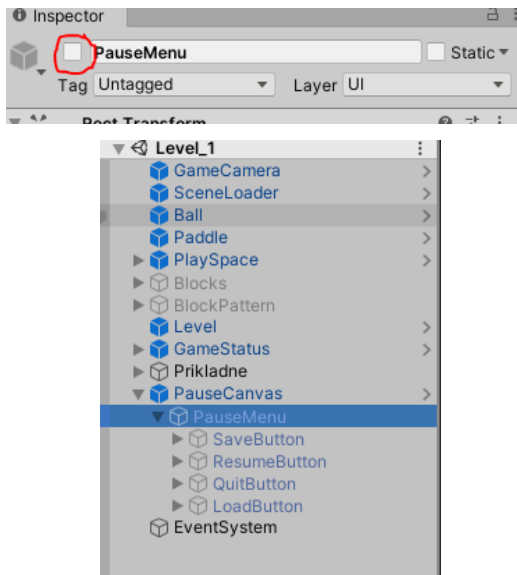 Inspector
PauseMenu Static
Tag Untagged Layer UI
Rect Transform
Level_1
GameCamera
SceneLoader
Ball
Paddle
PlaySpace
Blocks
BlockPattern
Level
GameStatus
Prikladne
PauseCanvas
PauseMenu
SaveButton
ResumeButton
QuitButton
LoadButton
EventSystem